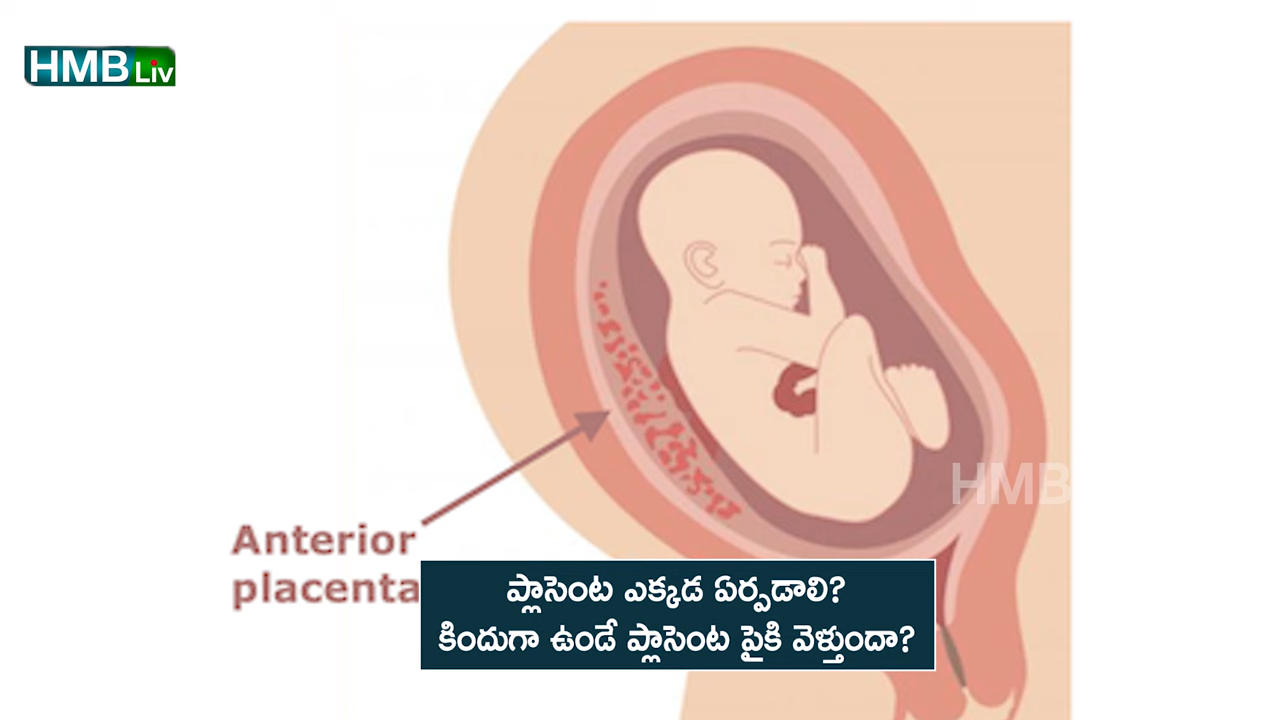 HMB Liv
HMB
Anterior
placenta
ప్లాసెంట ఎక్కడ ఏర్పడాలి?
కిందుగా ఉండే ప్లాసెంట పైకి వెళ్తుందా?